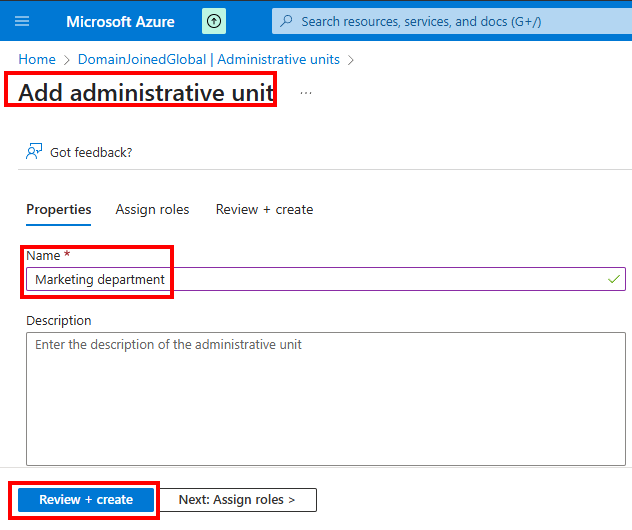 Microsoft Azure
Search resources, services, and docs (G+/)
Home > DomainJoinedGlobal | Administrative units >
Add administrative unit ...
Got feedback?
Properties Assign roles Review + create
Name *
Marketing department
Description
Enter the description of the administrative unit
Review + create Next: Assign roles >